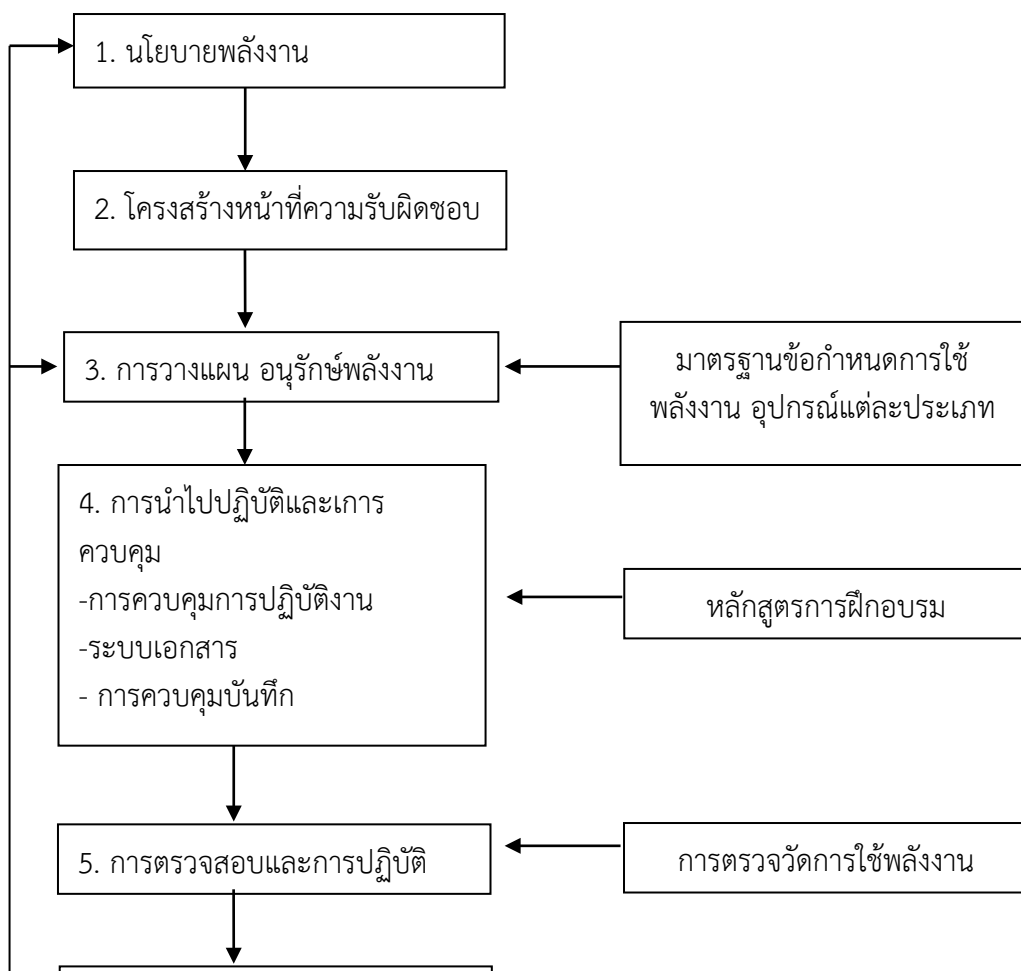 1. นโยบายพลังงาน
2. โครงสร้างหน้าที่ความรับผิดชอบ
3. การวางแผน อนุรักษ์พลังงาน
มาตรฐานข้อกำหนดการใช้
พลังงาน อุปกรณ์แต่ละประเภท
4. การนำไปปฏิบัติและเการ
ควบคุม
-การควบคุมการปฏิบัติงาน
-ระบบเอกสาร
- การควบคุมบันทึก
หลักสูตรการฝึกอบรม
5. การตรวจสอบและการปฏิบัติ
การตรวจวัดการใช้พลังงาน